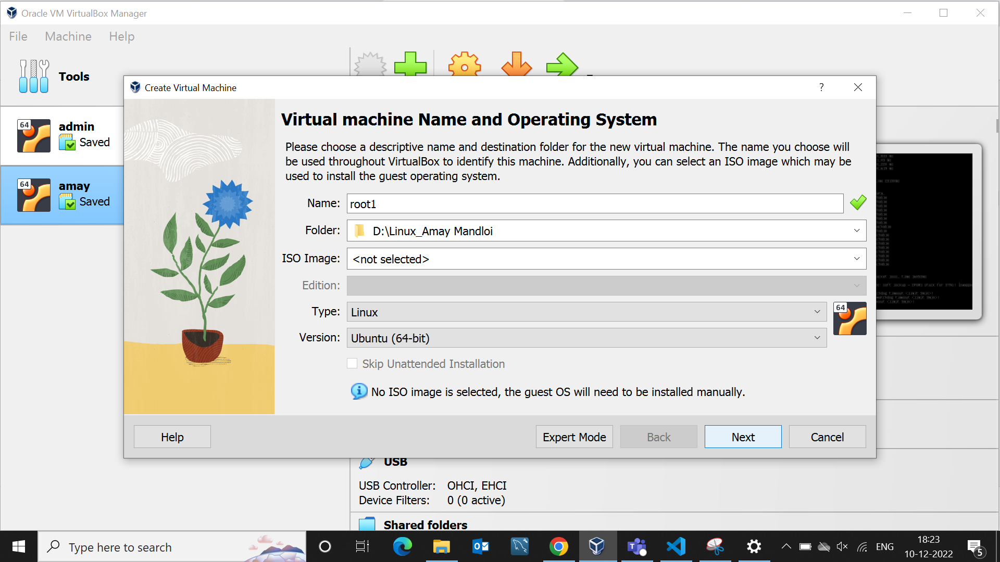 Oracle VM VirtualBox Manager
File Machine Help
Tools
64 admin
Saved
64 amay
Saved
Create Virtual Machine
?
Virtual machine Name and Operating System
Please choose a descriptive name and destination folder for the new virtual machine. The name you choose will
be used throughout VirtualBox to identify this machine. Additionally, you can select an ISO image which may be
used to install the guest operating system.
Name: root1
Folder: D:\Linux_Amay Mandloi
ISO Image: <not selected>
Edition:
Type: Linux
64
Version: Ubuntu (64-bit)
Skip Unattended Installation
No ISO image is selected, the guest OS will need to be installed manually.
Help Expert Mode Back Next Cancel
USB
USB Controller: OHCI, EHCI
Device Filters: 0 (0 active)
Shared folders
Type here to search
ENG
18:23
10-12-2022
5